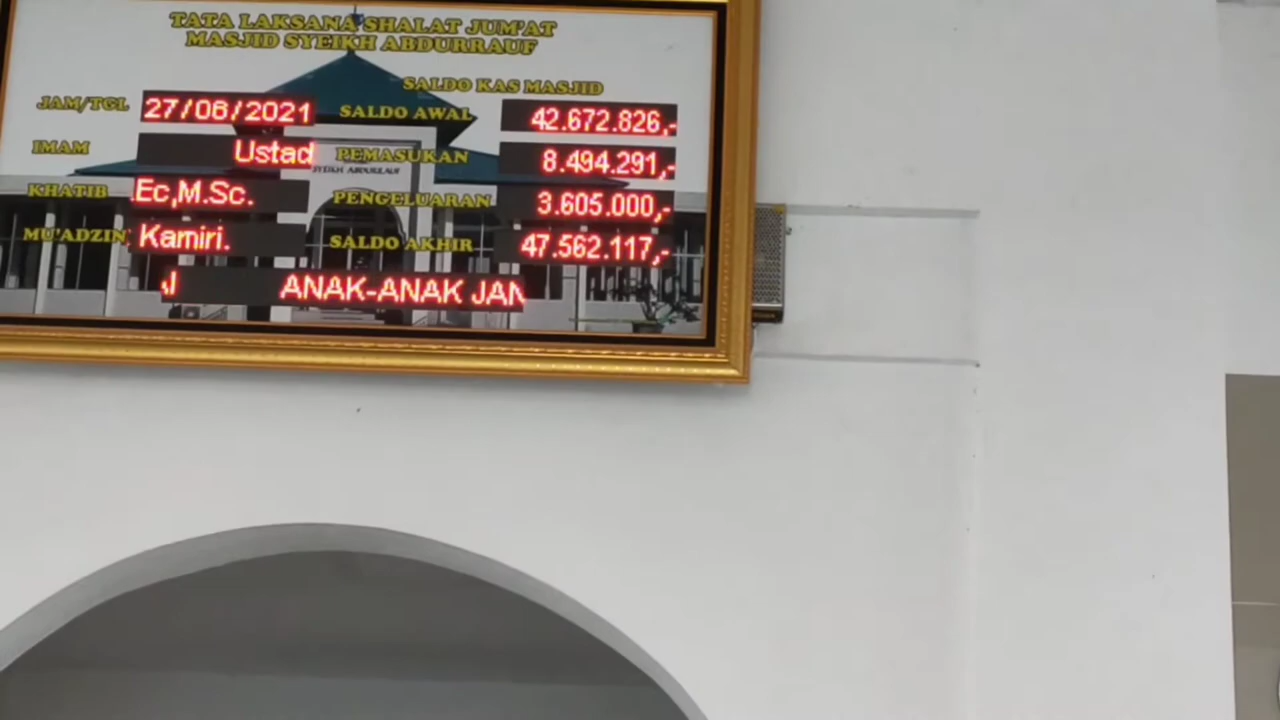 TATA LAKSANA SHALAT JUM'AT
MASJID SYEIKH ABDURRAUF
SALDO KAS MASJID
JAM/TGL 27/06/2021 SALDO AWAL 42.672.826,-
IMAM Ustad PEMASUKAN 8.494.291,-
SYEIKH ABDURRAUF
KHATIB Ec,M.Sc. PENGELUARAN 3.605.000,-
MU'ADZIN Kamiri. SALDO AKHIR 47.562.117,-
ANAK-ANAK JAN